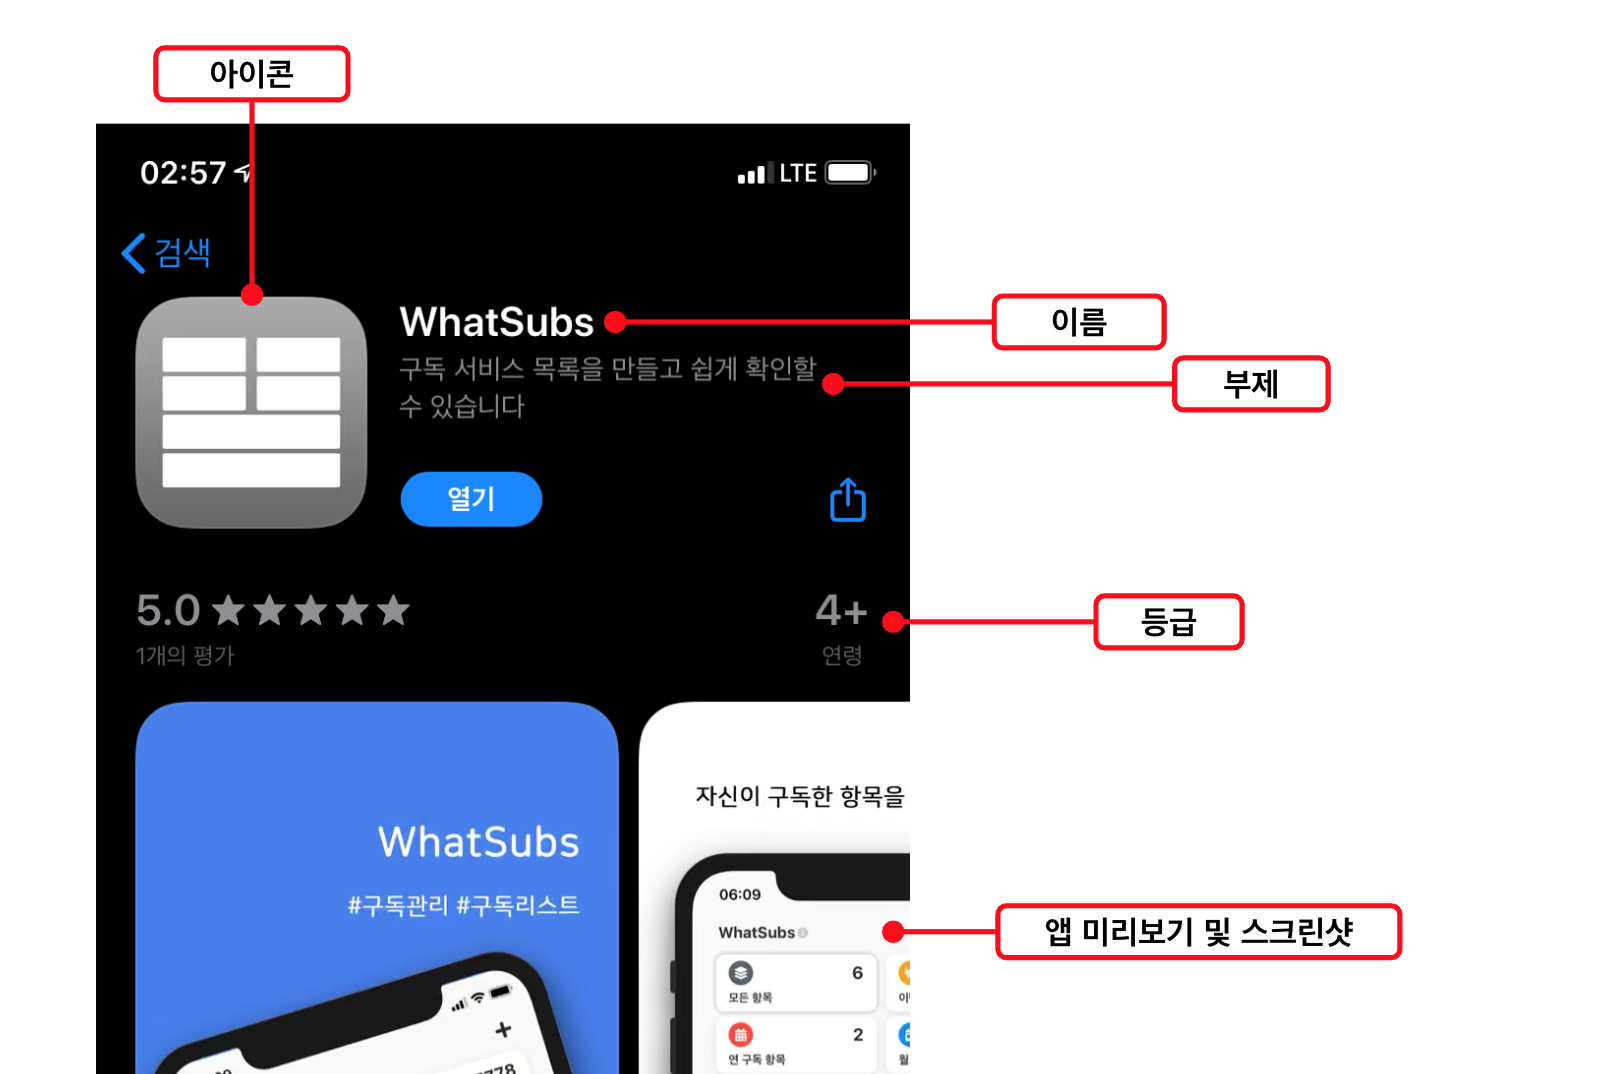 아이콘
02:57
LTE
검색
WhatSubs
이름
구독 서비스 목록을 만들고 쉽게 확인할
수 있습니다
부제
열기
5.0
4+
등급
1개의 평가
연령
WhatSubs
#구독관리 #구독리스트
자신이 구독한 항목을
06:09
WhatSubs
앱 미리보기 및 스크린샷
6
모든 항목
2
연 구독 항목
월